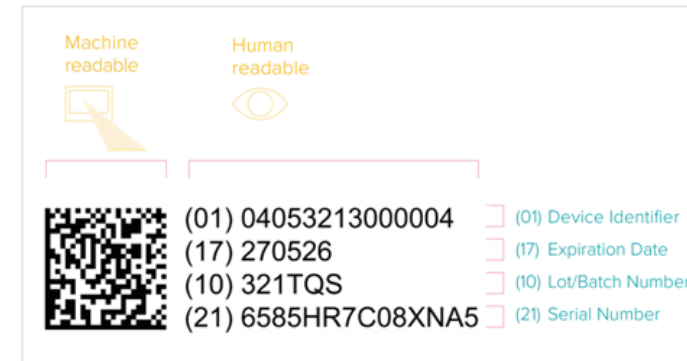 Machine
readable
Human
readable
(01) 04053213000004
(17) 270526
(10) 321TQS
(21) 6585HR7C08XNA5
(01) Device Identifier
(17) Expiration Date
(10) Lot/Batch Number
(21) Serial Number